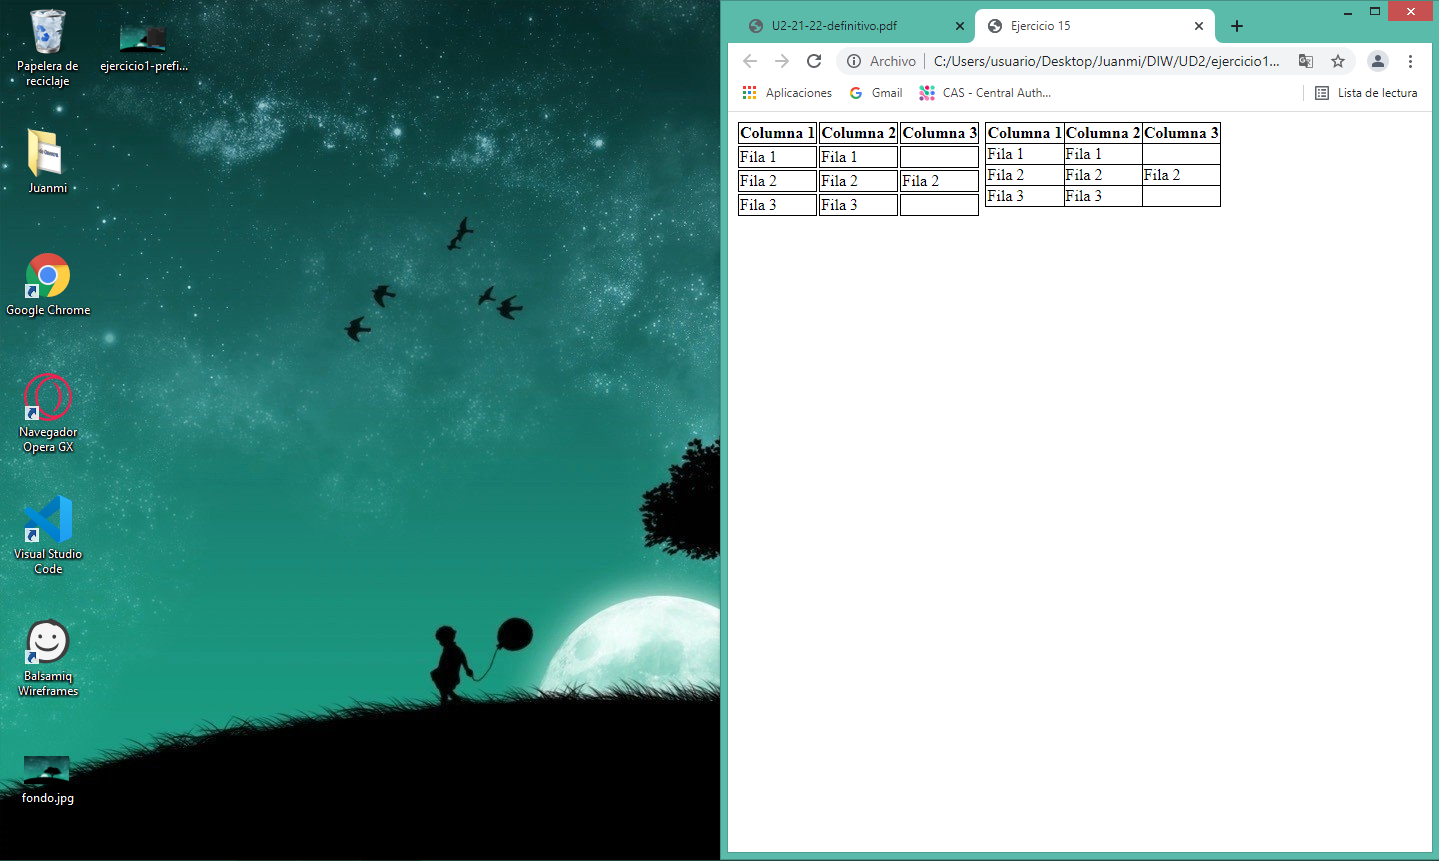 Papelera de
reciclaje
ejercicio1-prefi...
Juanmi
Google Chrome
Navegador
Opera GX
Visual Studio
Code
Balsamiq
Wireframes
fondo.jpg
U2-21-22-definitivo.pdf
Ejercicio 15
Archivo
C:/Users/usuario/Desktop/Juanmi/DIW/UD2/ejercicio1...
Aplicaciones
Gmail
CAS - Central Auth...
Lista de lectura
Columna 1 Columna 2 Columna 3
Fila 1 Fila 1
Fila 2 Fila 2 Fila 2
Fila 3 Fila 3
Columna 1 Columna 2 Columna 3
Fila 1 Fila 1
Fila 2 Fila 2 Fila 2
Fila 3 Fila 3